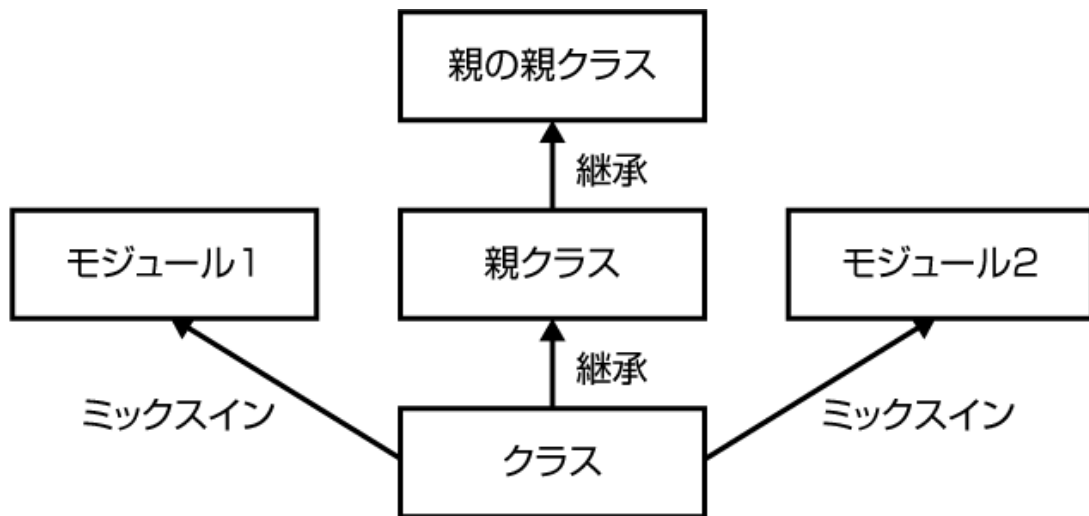 親の親クラス
継承
モジュール1
親クラス
モジュール2
継承
ミックスイン
ミックスイン
クラス